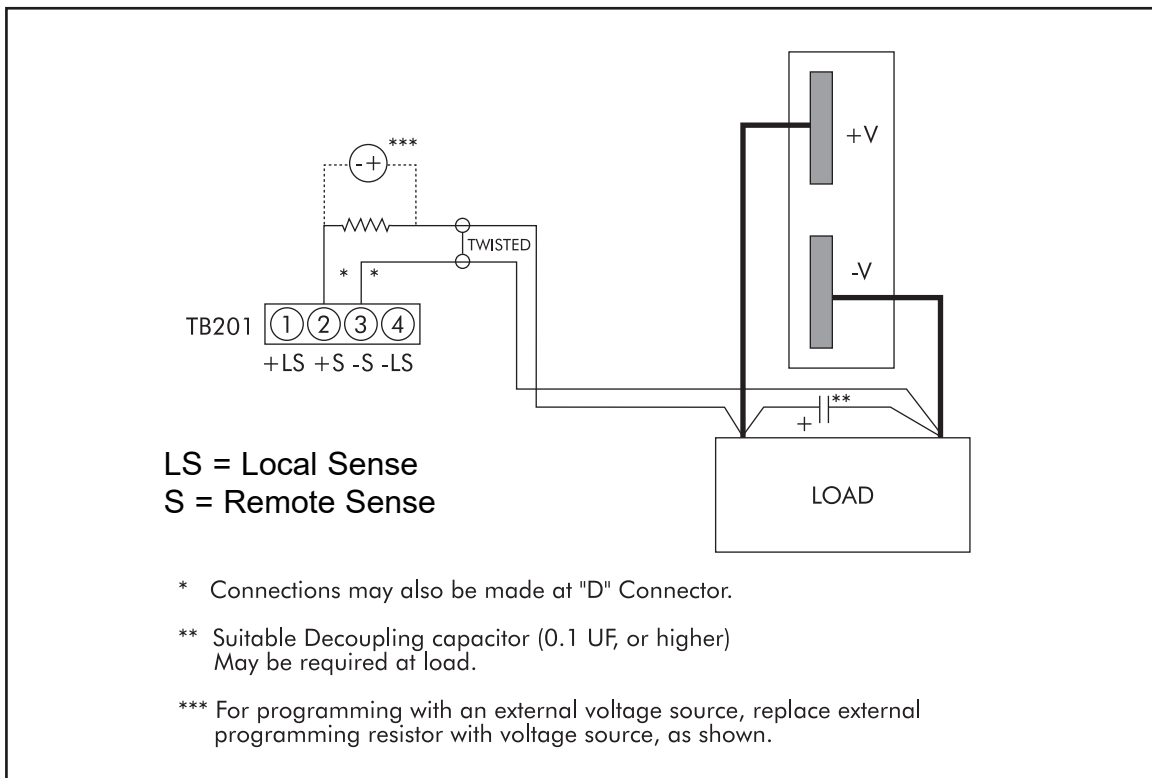 - + ***
+V
TWISTED
-V
* *
TB201 1 2 3 4
+LS +S -S -LS
**
+
LS = Local Sense
S = Remote Sense
LOAD
* Connections may also be made at "D" Connector.
** Suitable Decoupling capacitor (0.1 UF, or higher)
May be required at load.
*** For programming with an external voltage source, replace external
programming resistor with voltage source, as shown.